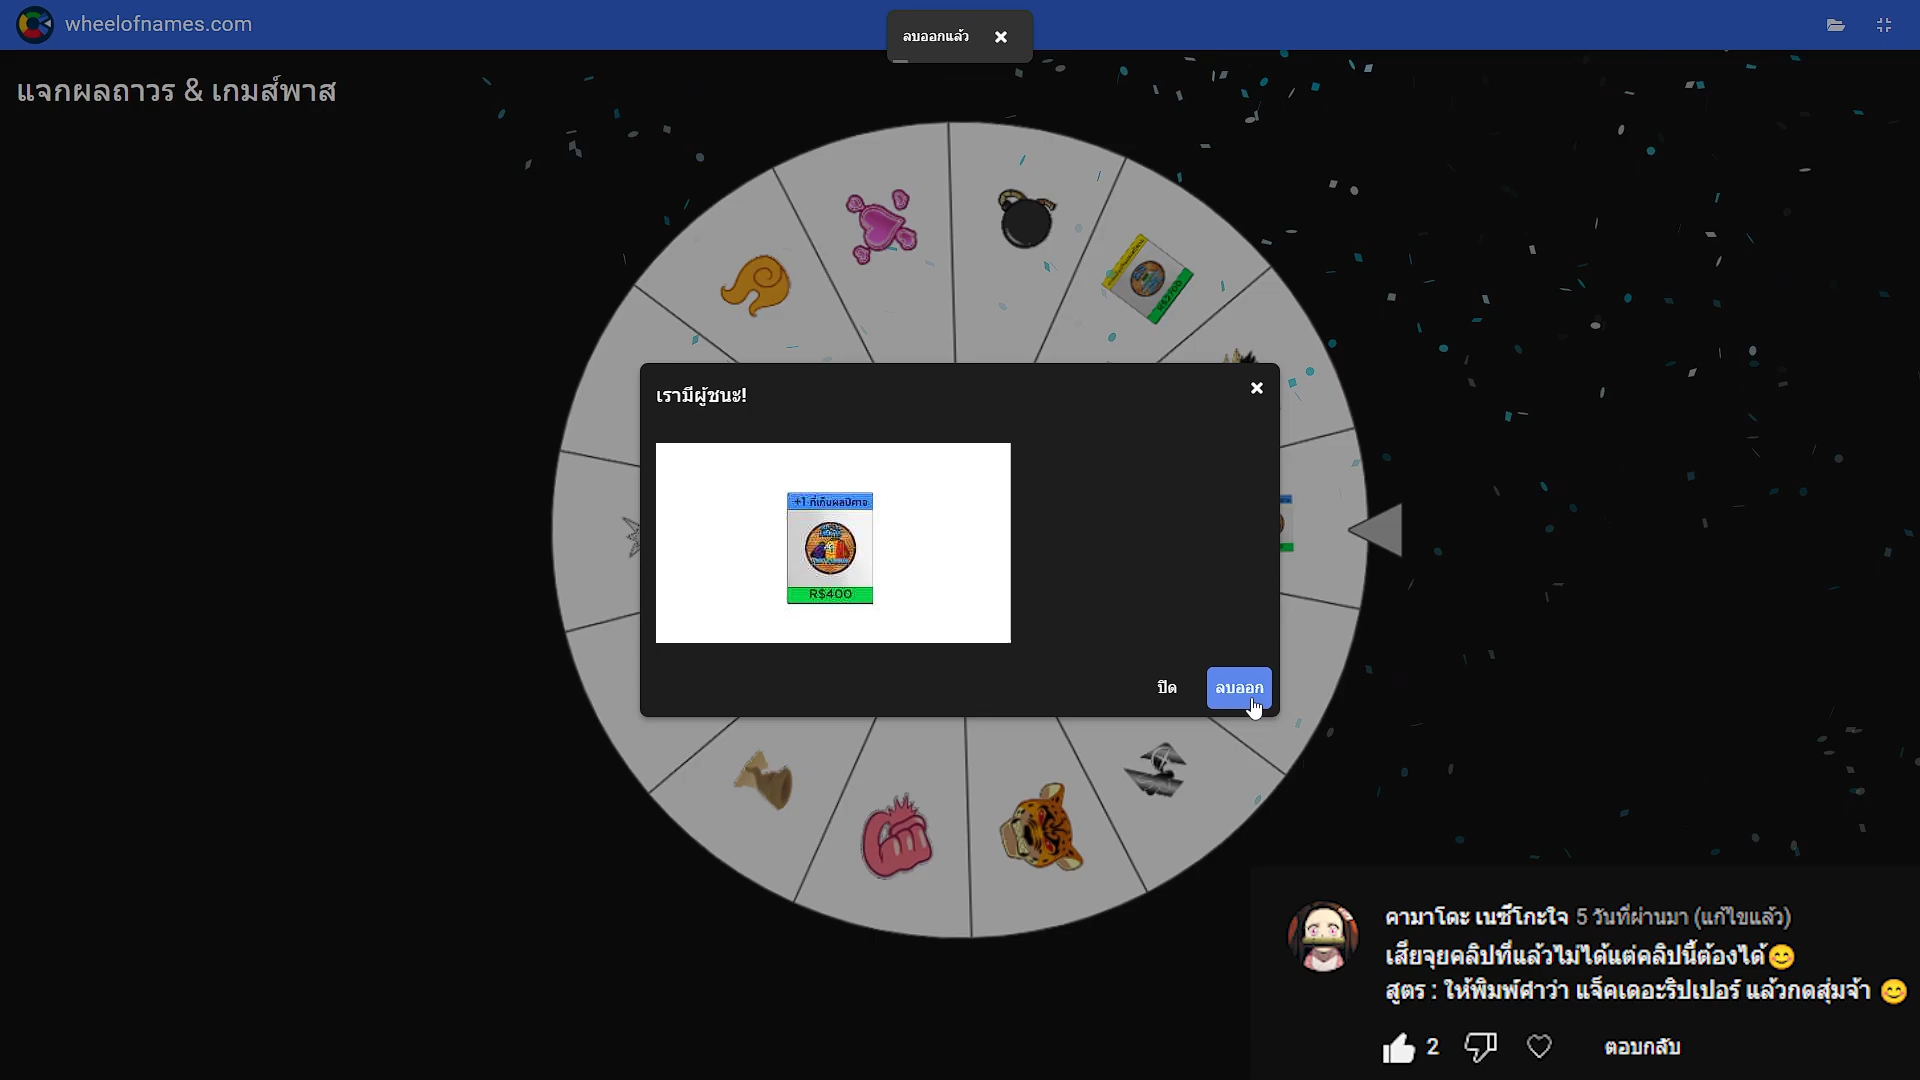 wheelofnames.com
ลบออกแล้ว
แจกผลถาวร & เกมส์พาส
R$2,700
เรามีผู้ชนะ!
+1 ที่เก็บผลปีศาจ
R$400
ปิด
ลบออก
คามาโดะ เนซึโกะใจ 5 วันที่ผ่านมา (แก้ไขแล้ว)
เสียจุยคลิปที่แล้วไม่ได้แต่คลิปนี้ต้องได้😊
สูตร : ให้พิมพ์คำว่า แจ็คเดอะริปเปอร์ แล้วกดสุ่มจ้า 😊
2
ตอบกลับ